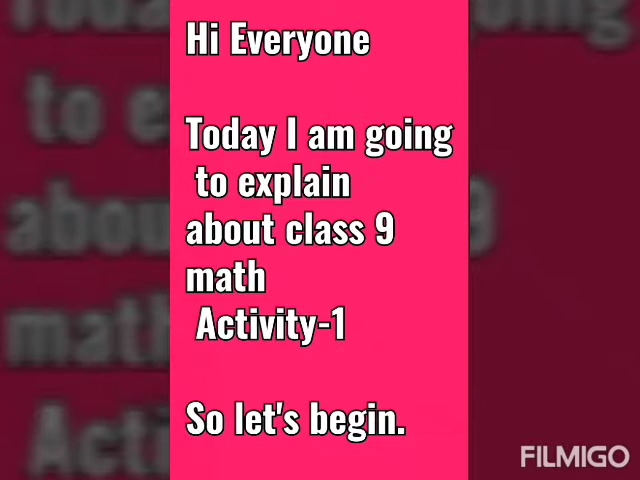 Hi Everyone
Today I am going
to explain
about class 9
math
Activity-1
So let's begin.
FILMIGO